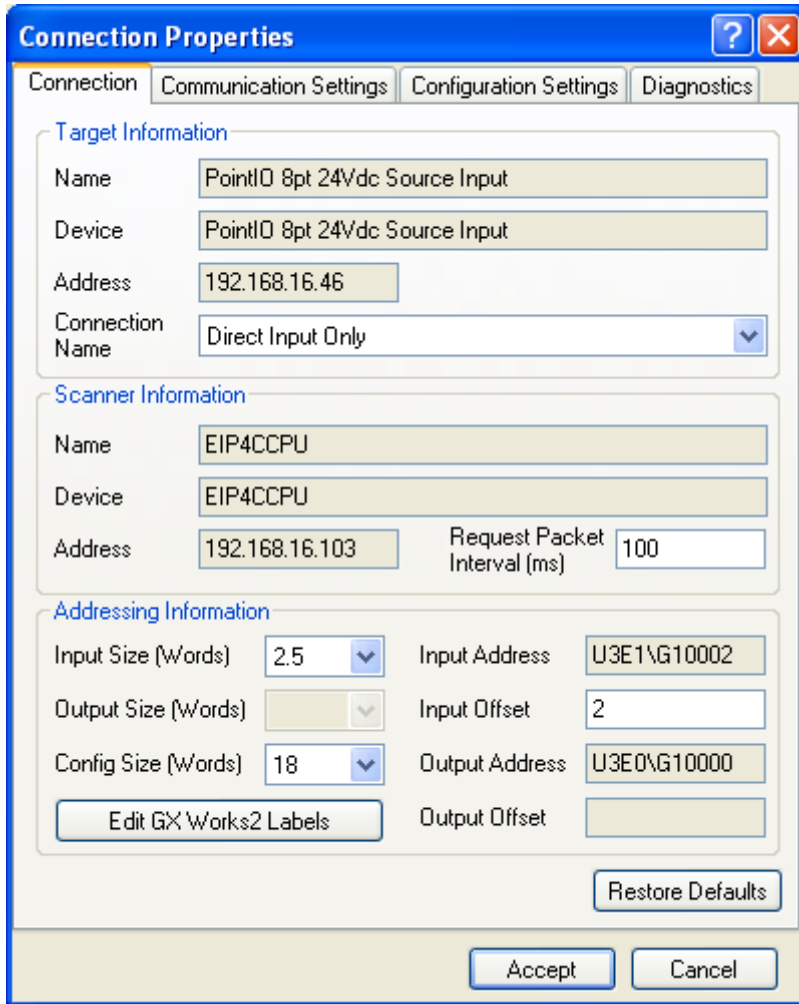 Connection Properties
?
Connection Communication Settings Configuration Settings Diagnostics
Target Information
Name PointIO 8pt 24Vdc Source Input
Device PointIO 8pt 24Vdc Source Input
Address 192.168.16.46
Connection
Name
Direct Input Only
Scanner Information
Name EIP4CCPU
Device EIP4CCPU
Address 192.168.16.103
Request Packet
Interval (ms)
100
Addressing Information
Input Size (Words) 2.5 Input Address U3E1\G10002
Output Size (Words) Input Offset 2
Config Size (Words) 18 Output Address U3E0\G10000
Edit GX Works2 Labels Output Offset
Restore Defaults
Accept Cancel